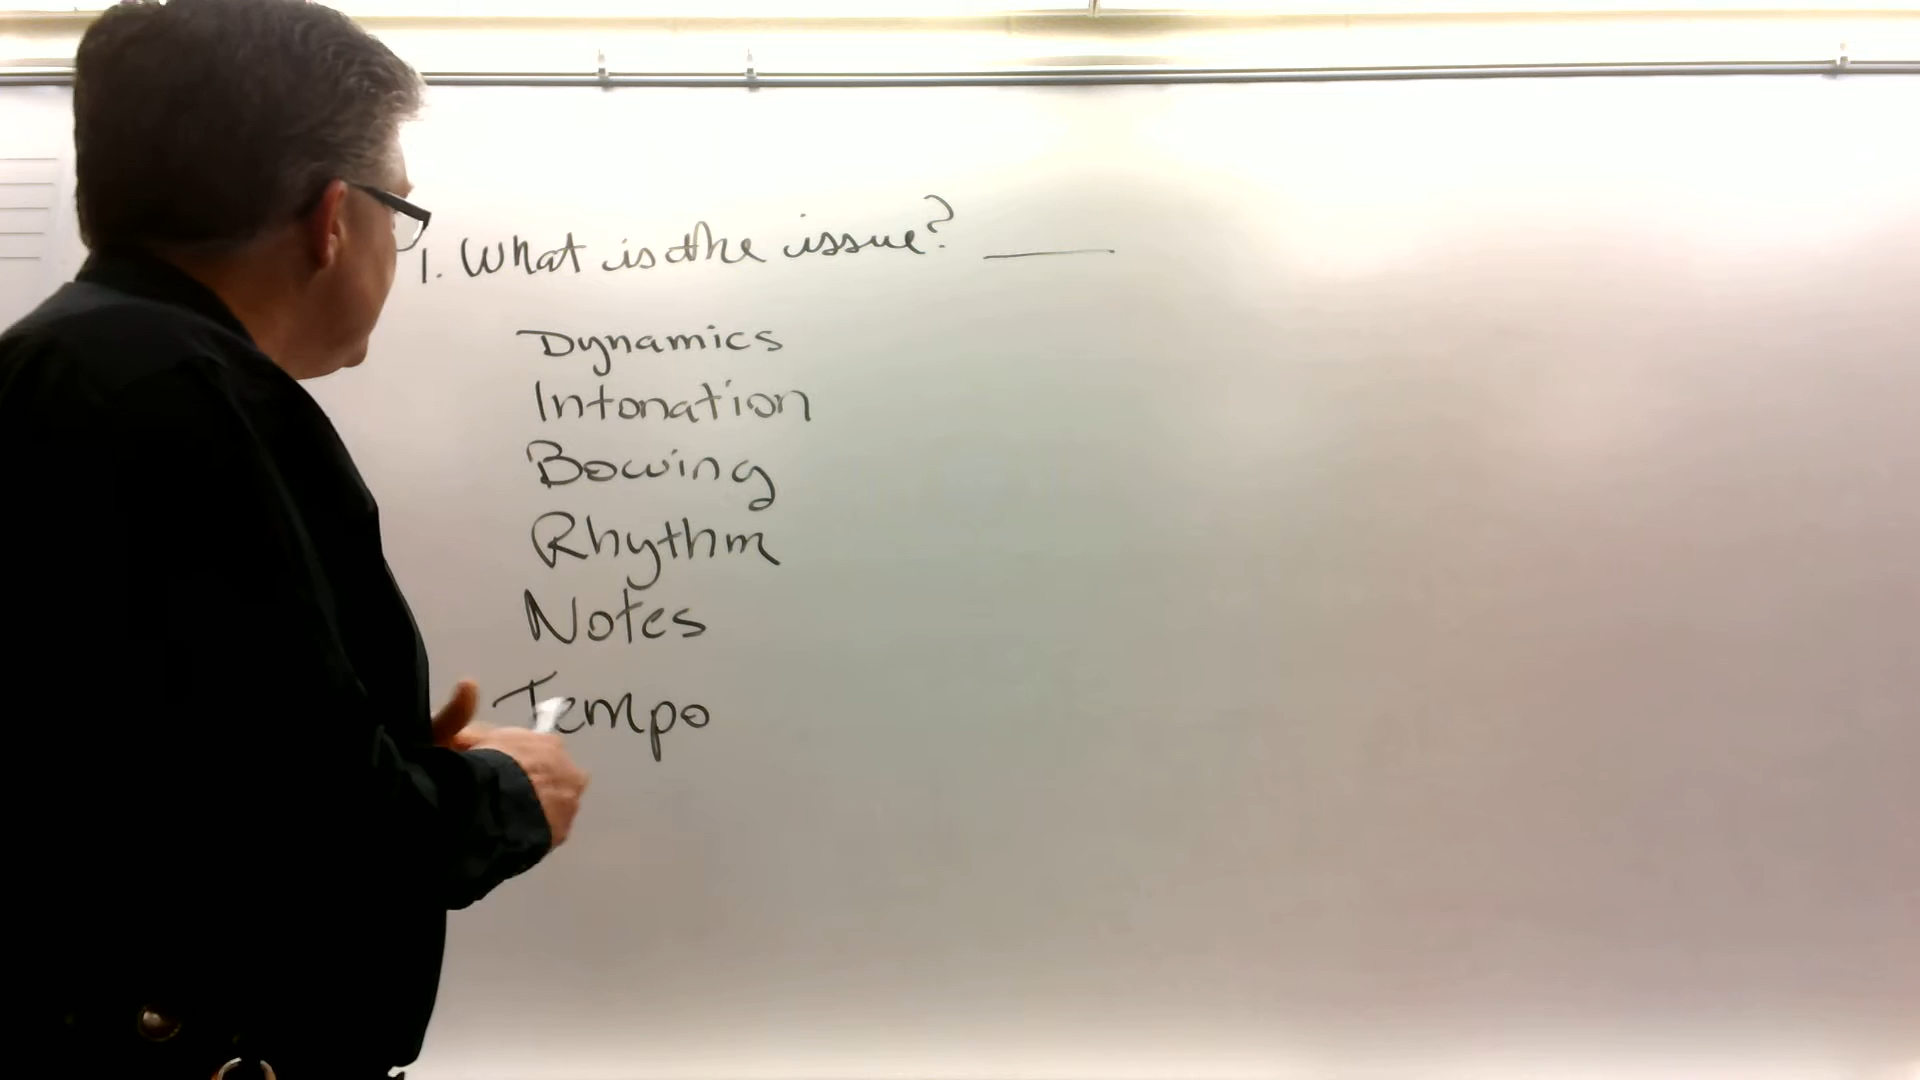 1. What is the issue? ____
Dynamics
Intonation
Bowing
Rhythm
Notes
Tempo